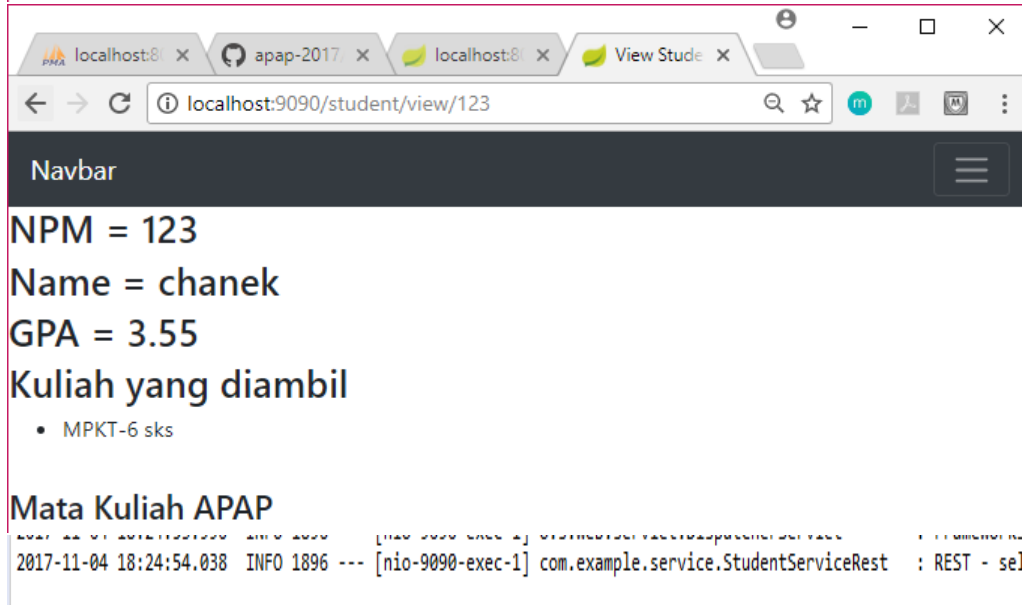 PMA localhost:8 apap-2017/ localhost:8 View Stude
localhost:9090/student/view/123
Navbar
NPM = 123
Name = chanek
GPA = 3.55
Kuliah yang diambil
MPKT-6 sks
Mata Kuliah APAP
2017-11-04 18:24:54.038 INFO 1896 --- [nio-9090-exec-1] com.example.service.StudentServiceRest : REST - sel